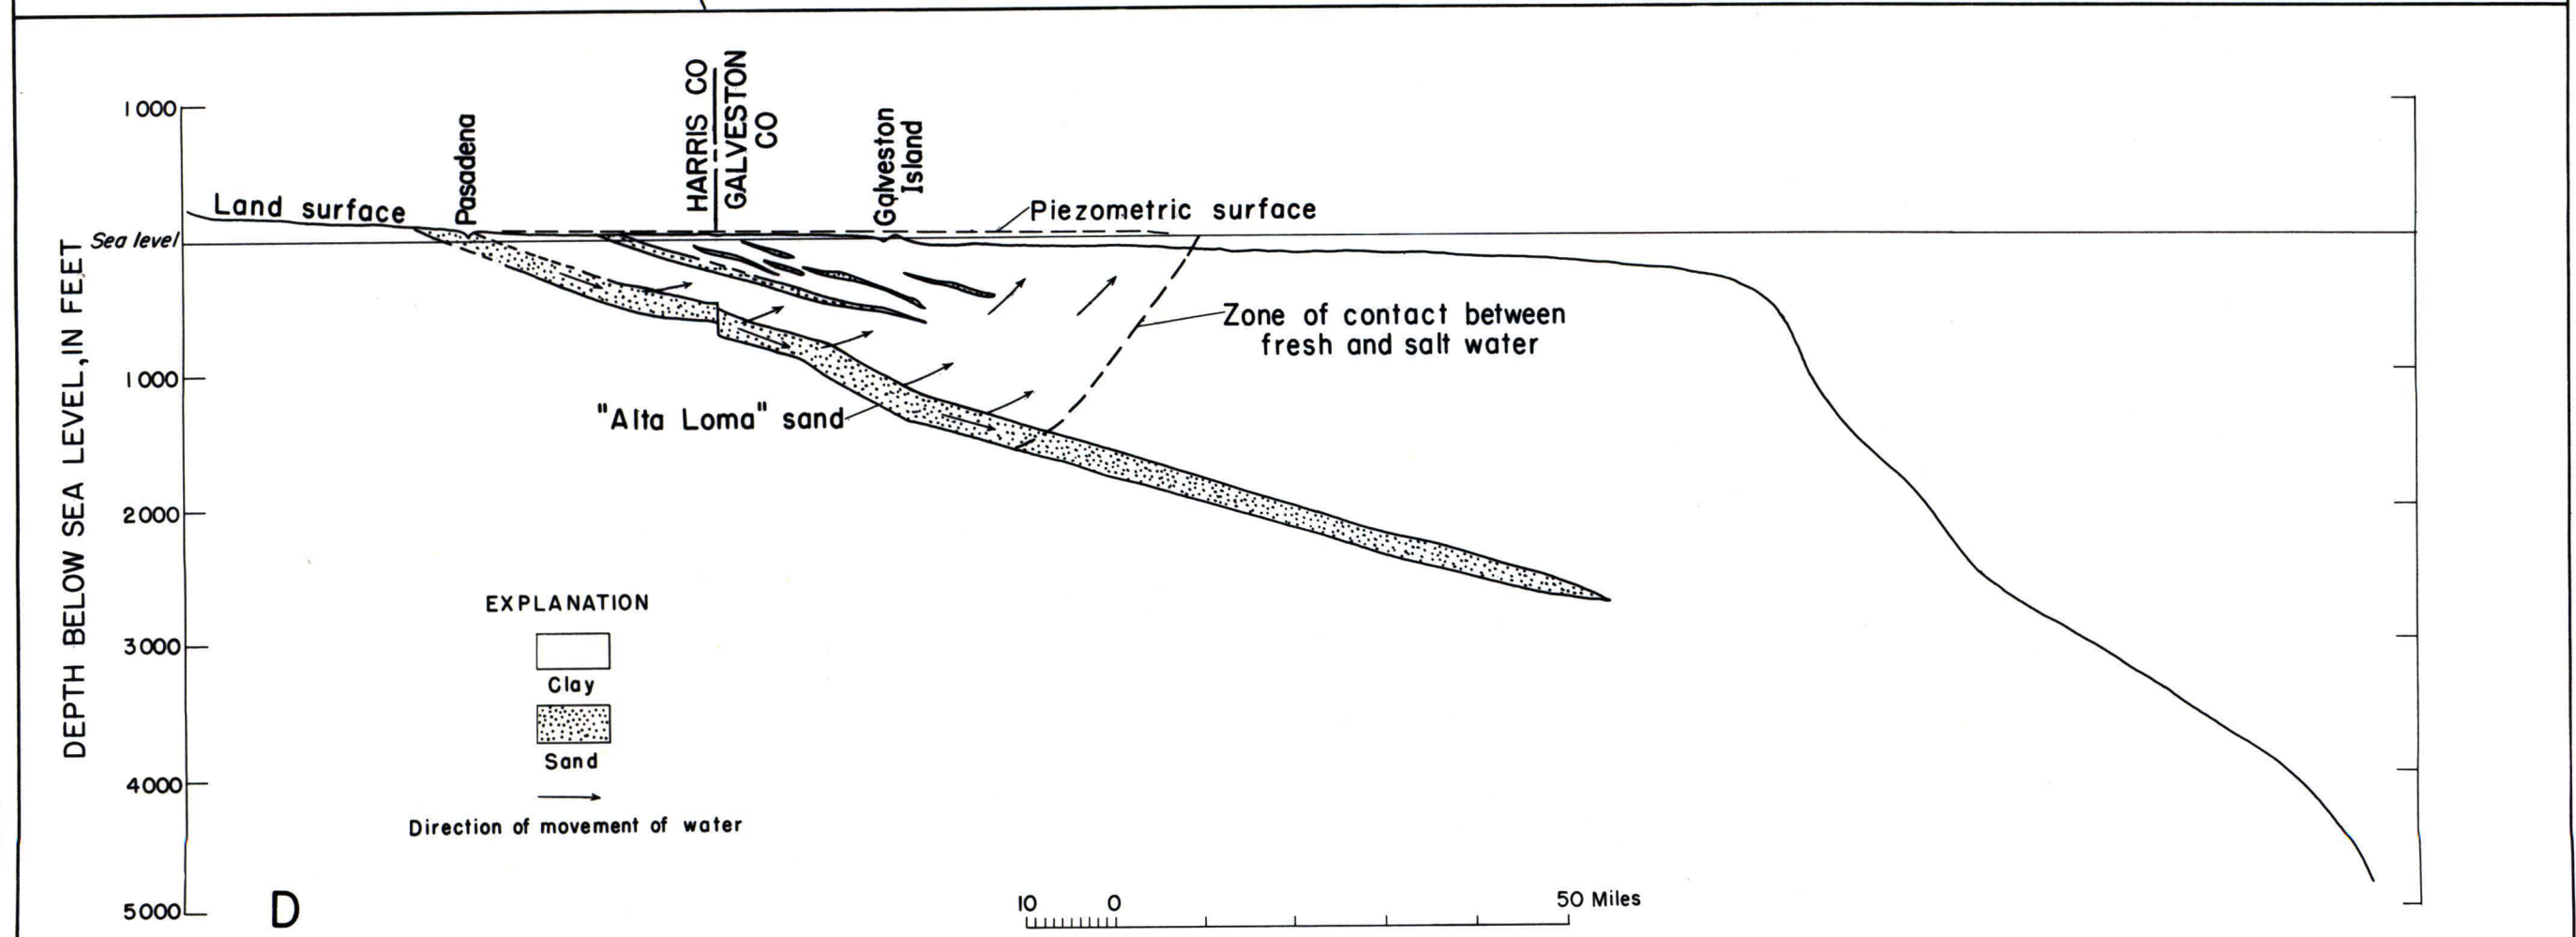 HARRIS CO
GALVESTON
CO
Pasadena
Galveston
Island
1000
Land surface
Piezometric surface
Sea level
DEPTH BELOW SEA LEVEL, IN FEET
Zone of contact between
fresh and salt water
1000
"Alta Loma" sand
2000
3000
4000
5000
EXPLANATION
Clay
Sand
Direction of movement of water
D
10 0 50 Miles